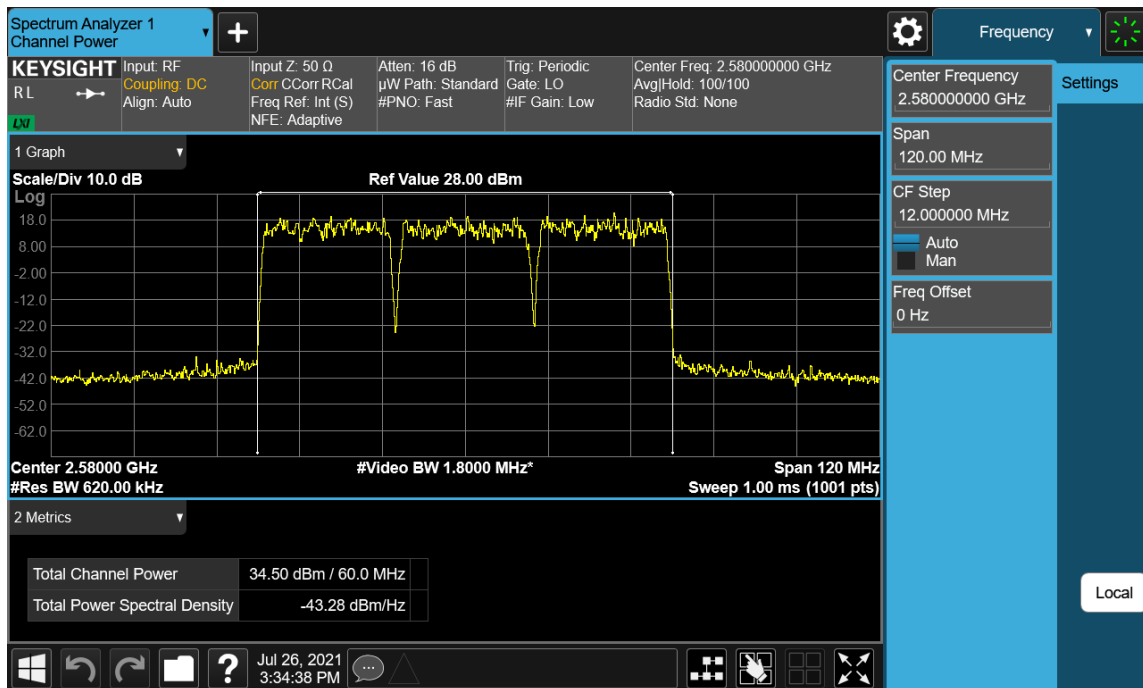 Spectrum Analyzer 1
Channel Power
+
Frequency
KEYSIGHT
R L
LXI
Input: RF
Coupling: DC
Align: Auto
Input Z: 50 Ω
Corr CCorr RCal
Freq Ref: Int (S)
NFE: Adaptive
Atten: 16 dB
µW Path: Standard
#PNO: Fast
Trig: Periodic
Gate: LO
#IF Gain: Low
Center Freq: 2.580000000 GHz
Avg|Hold: 100/100
Radio Std: None
Center Frequency
2.580000000 GHz
Settings
Span
120.00 MHz
CF Step
12.000000 MHz
Auto
Man
Freq Offset
0 Hz
1 Graph
Scale/Div 10.0 dB
Ref Value 28.00 dBm
Log
18.0
8.00
-2.00
-12.0
-22.0
-32.0
-42.0
-52.0
-62.0
Center 2.58000 GHz
#Video BW 1.8000 MHz*
Span 120 MHz
#Res BW 620.00 kHz
Sweep 1.00 ms (1001 pts)
2 Metrics
Total Channel Power 34.50 dBm / 60.0 MHz
Total Power Spectral Density -43.28 dBm/Hz
Local
?
Jul 26, 2021
3:34:38 PM